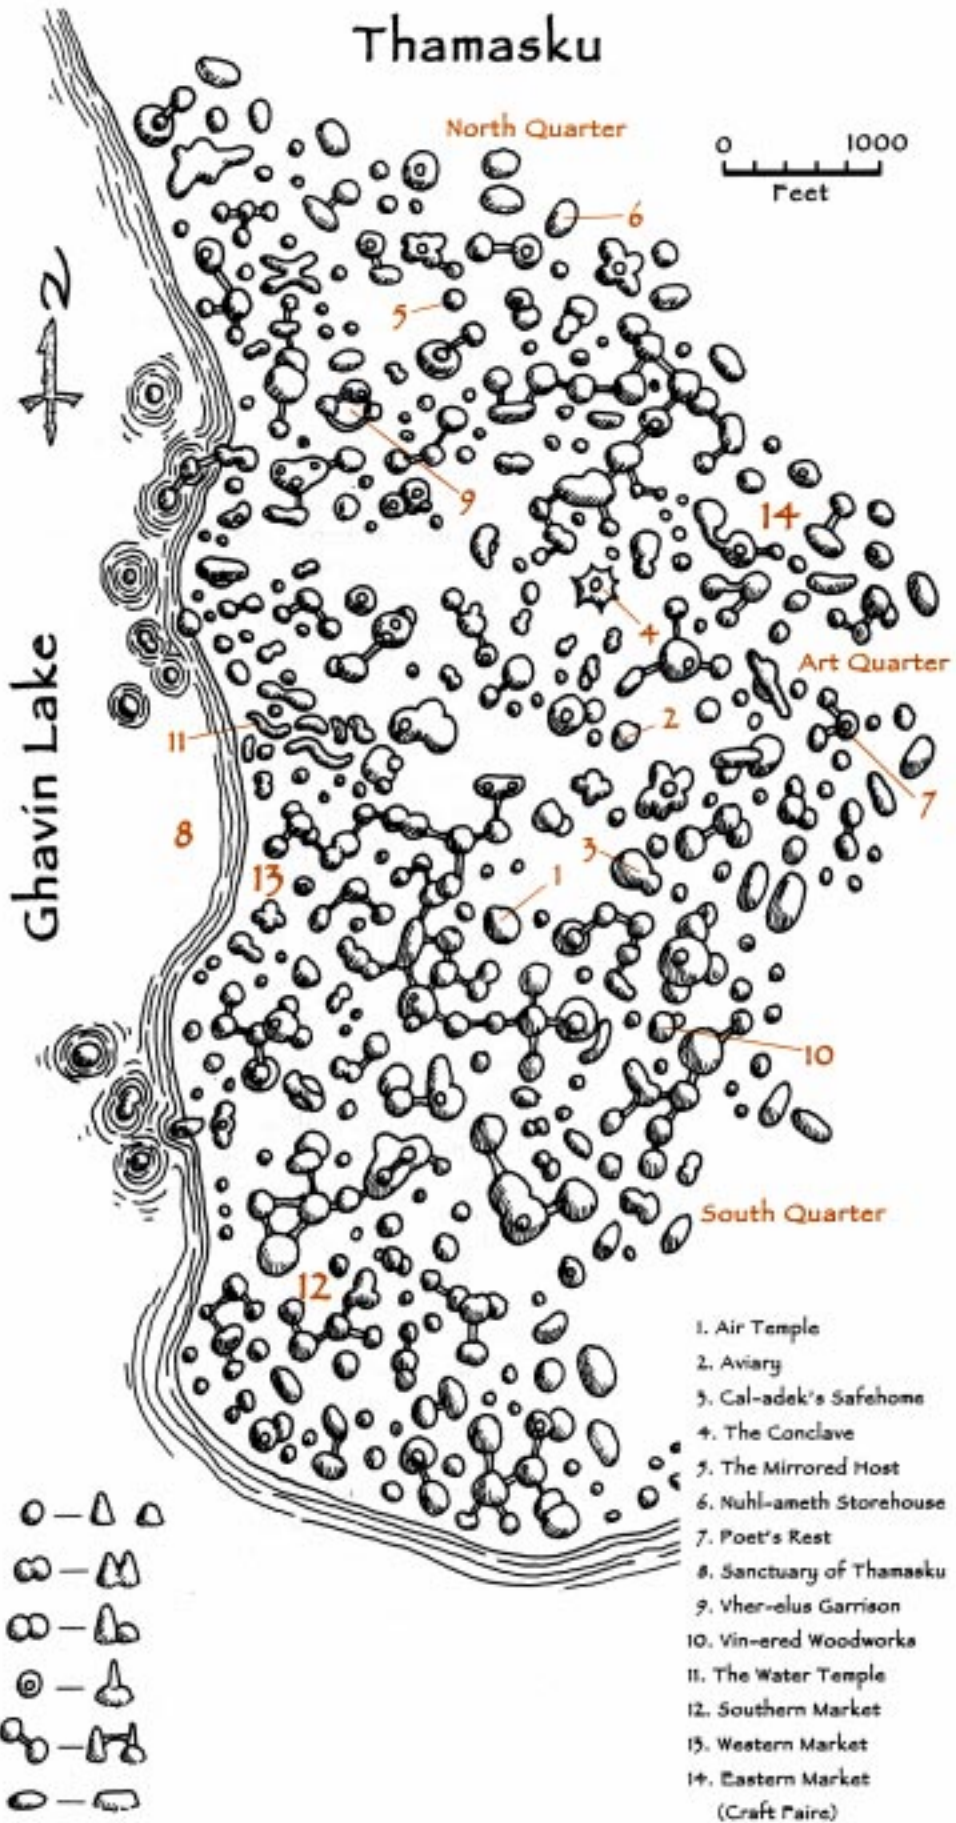 Thamasku
North Quarter
0 1000
Feet
6
5
N
9
14
4
Art Quarter
2
11
7
Ghavin Lake
8
3
13
1
10
South Quarter
12
1. Air Temple
2. Aviary
3. Cal-adek's Safehome
4. The Conclave
5. The Mirrored Host
6. Nuhl-ameth Storehouse
7. Poet's Rest
8. Sanctuary of Thamasku
9. Vher-elus Garrison
10. Vin-ered Woodworks
11. The Water Temple
12. Southern Market
13. Western Market
14. Eastern Market
(Craft Faire)